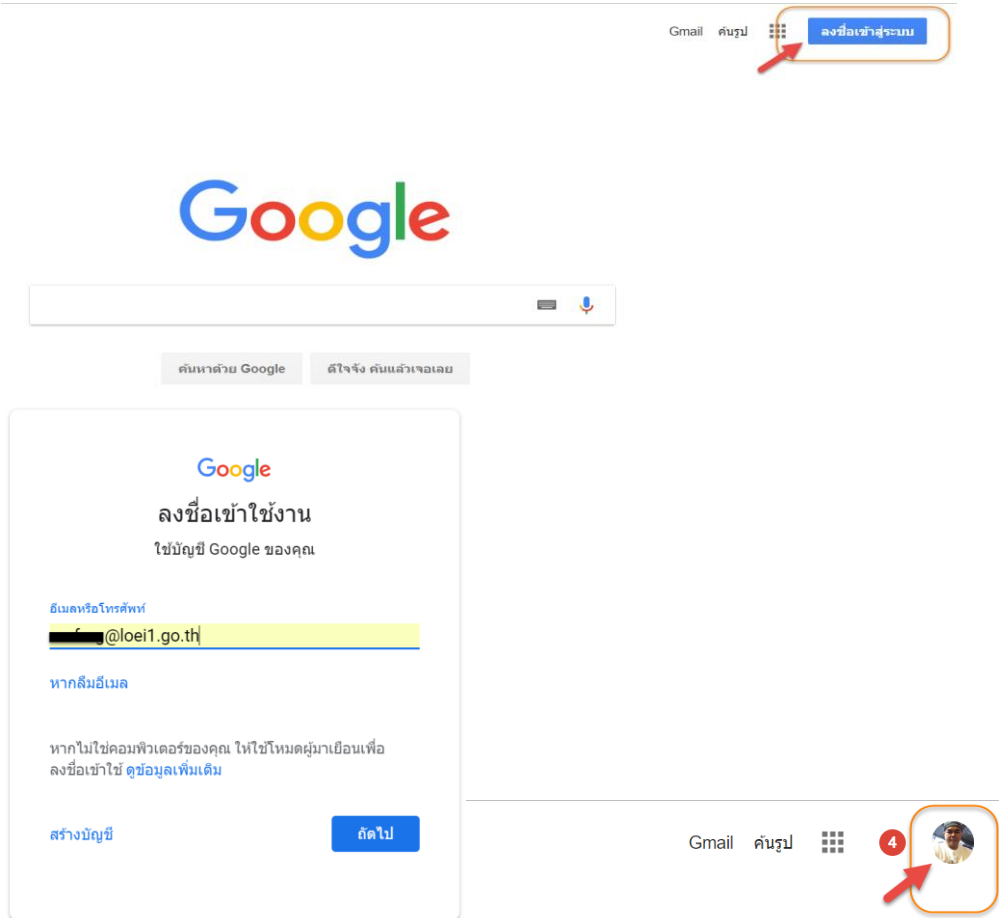 Gmail ค้นรูป ลงชื่อเข้าสู่ระบบ
Google
ค้นหาด้วย Google ดีใจจัง ค้นแล้วเจอเลย
Google
ลงชื่อเข้าใช้งาน
ใช้บัญชี Google ของคุณ
อีเมลหรือโทรศัพท์
@loei1.go.th
หากลืมอีเมล
หากไม่ใช่คอมพิวเตอร์ของคุณ ให้ใช้โหมดผู้มาเยือนเพื่อ
ลงชื่อเข้าใช้ ดูข้อมูลเพิ่มเติม
สร้างบัญชี ถัดไป
Gmail ค้นรูป 4